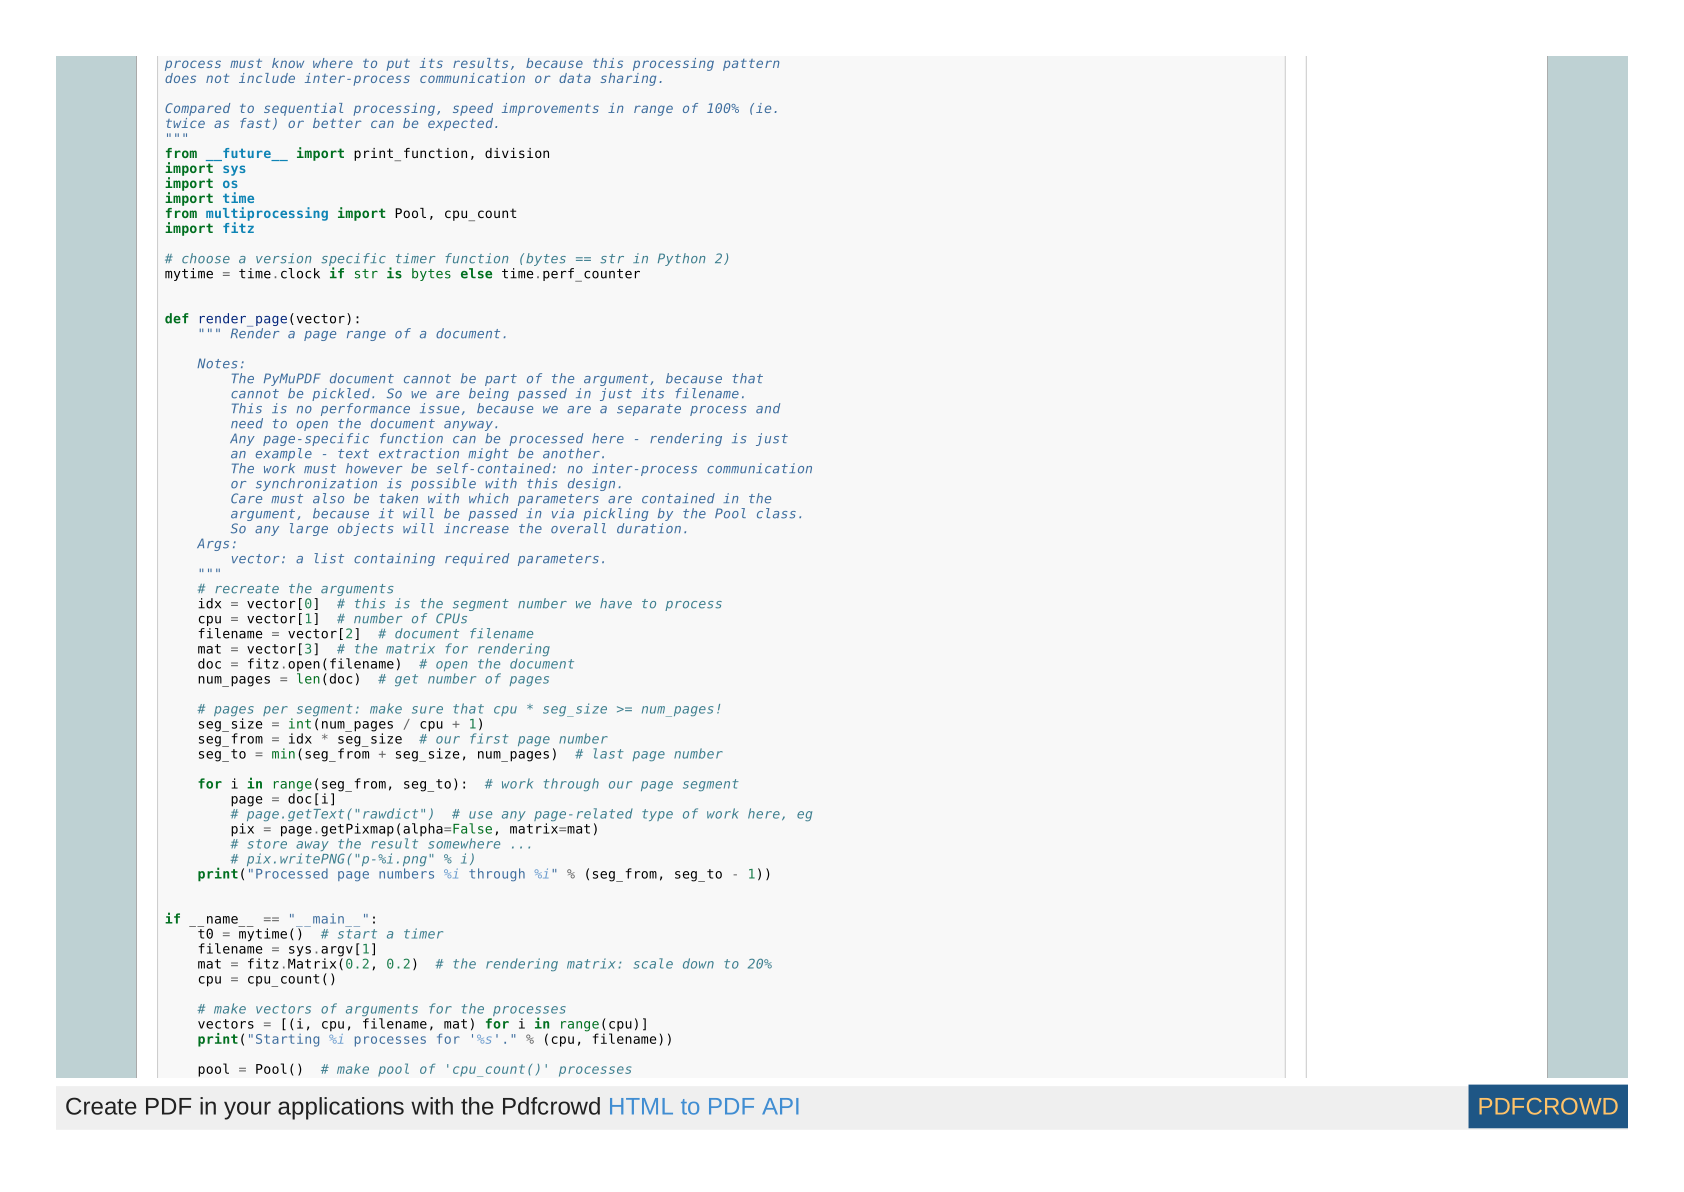 process must know where to put its results, because this processing pattern
does not include inter-process communication or data sharing.

Compared to sequential processing, speed improvements in range of 100% (ie.
twice as fast) or better can be expected.
"""
from __future__ import print_function, division
import sys
import os
import time
from multiprocessing import Pool, cpu_count
import fitz

# choose a version specific timer function (bytes == str in Python 2)
mytime = time.clock if str is bytes else time.perf_counter


def render_page(vector):
    """ Render a page range of a document.

    Notes:
        The PyMuPDF document cannot be part of the argument, because that
        cannot be pickled. So we are being passed in just its filename.
        This is no performance issue, because we are a separate process and
        need to open the document anyway.
        Any page-specific function can be processed here - rendering is just
        an example - text extraction might be another.
        The work must however be self-contained: no inter-process communication
        or synchronization is possible with this design.
        Care must also be taken with which parameters are contained in the
        argument, because it will be passed in via pickling by the Pool class.
        So any large objects will increase the overall duration.
    Args:
        vector: a list containing required parameters.
    """
    # recreate the arguments
    idx = vector[0]  # this is the segment number we have to process
    cpu = vector[1]  # number of CPUs
    filename = vector[2]  # document filename
    mat = vector[3]  # the matrix for rendering
    doc = fitz.open(filename)  # open the document
    num_pages = len(doc)  # get number of pages

    # pages per segment: make sure that cpu * seg_size >= num_pages!
    seg_size = int(num_pages / cpu + 1)
    seg_from = idx * seg_size  # our first page number
    seg_to = min(seg_from + seg_size, num_pages)  # last page number

    for i in range(seg_from, seg_to):  # work through our page segment
        page = doc[i]
        # page.getText("rawdict")  # use any page-related type of work here, eg
        pix = page.getPixmap(alpha=False, matrix=mat)
        # store away the result somewhere ...
        # pix.writePNG("p-%i.png" % i)
    print("Processed page numbers %i through %i" % (seg_from, seg_to - 1))


if __name__ == "__main__":
    t0 = mytime()  # start a timer
    filename = sys.argv[1]
    mat = fitz.Matrix(0.2, 0.2)  # the rendering matrix: scale down to 20%
    cpu = cpu_count()

    # make vectors of arguments for the processes
    vectors = [(i, cpu, filename, mat) for i in range(cpu)]
    print("Starting %i processes for '%s'." % (cpu, filename))

    pool = Pool()  # make pool of 'cpu_count()' processes
Create PDF in your applications with the Pdfcrowd HTML to PDF API
PDFCROWD